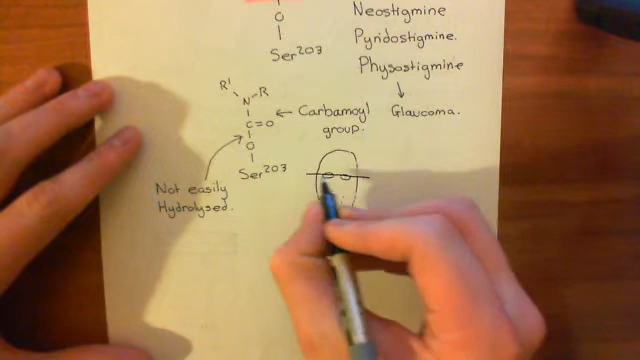 O
Ser203
Neostigmine
Pyridostigmine.
Physostigmine
R' R
N
C=O
O
Ser203
← Carbamoyl
group.
Glaucoma.
Not easily
Hydrolysed.